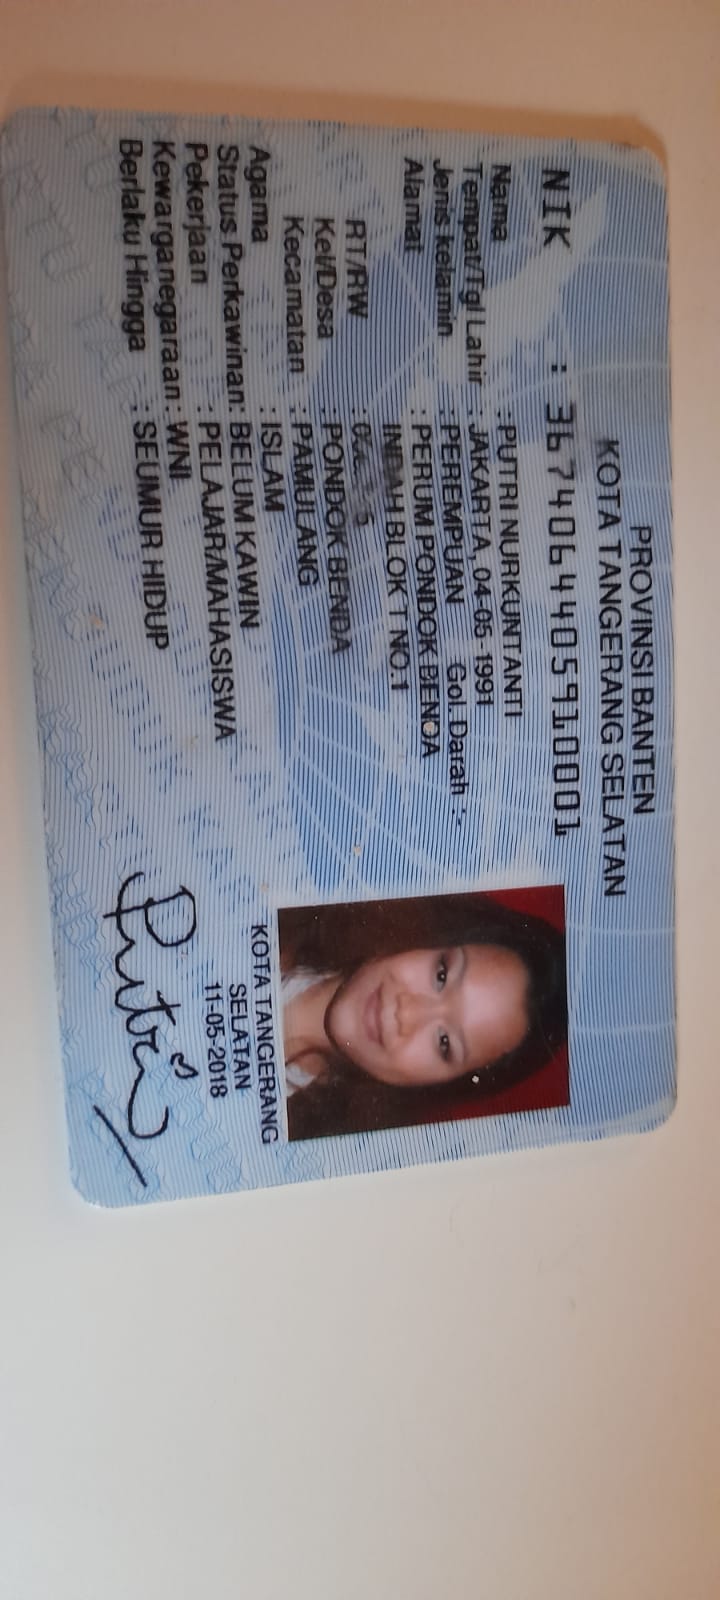 PROVINSI BANTEN
KOTA TANGERANG SELATAN
NIK : 3674064405910001
Nama : PUTRI NURKUNTANTI
Tempat/Tgl Lahir : JAKARTA, 04-05-1991
Jenis kelamin : PEREMPUAN Gol. Darah :-
Alamat : PERUM PONDOK BENDA
INDAH BLOK T NO.1
RT/RW :
Kel/Desa : PONDOK BENDA
Kecamatan : PAMULANG
Agama : ISLAM
Status Perkawinan: BELUM KAWIN
Pekerjaan : PELAJAR/MAHASISWA
Kewarganegaraan: WNI
Berlaku Hingga : SEUMUR HIDUP
KOTA TANGERANG
SELATAN
11-05-2018
Putri